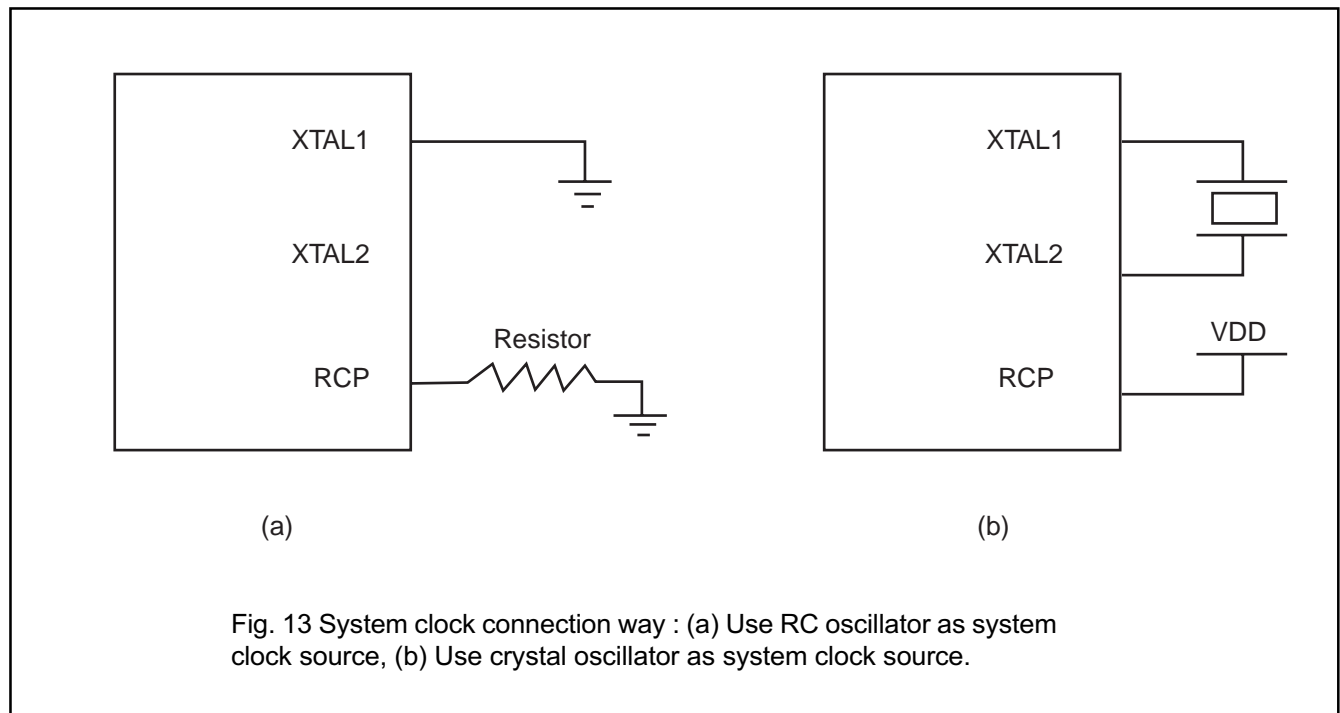 XTAL1
XTAL2
Resistor
RCP
(a)
XTAL1
XTAL2
VDD
RCP
(b)
Fig. 13 System clock connection way : (a) Use RC oscillator as system
clock source, (b) Use crystal oscillator as system clock source.